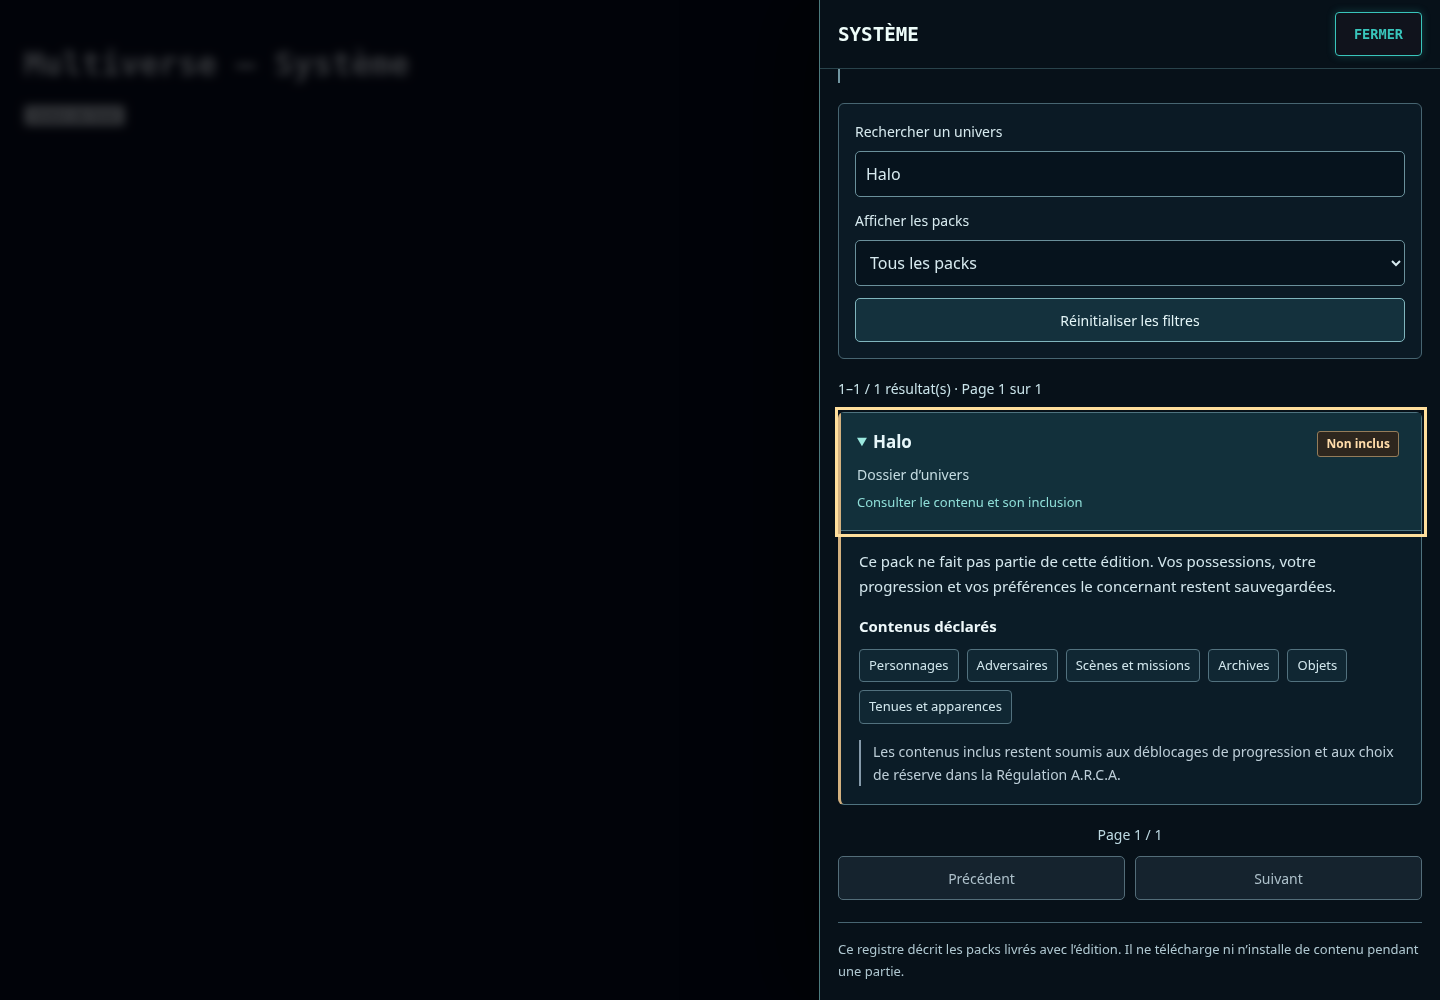 Multiverse — Système
SYSTÈME
FERMER
Rechercher un univers
Halo
Afficher les packs
Tous les packs
Réinitialiser les filtres
1–1 / 1 résultat(s) · Page 1 sur 1
Halo
Non inclus
Dossier d’univers
Consulter le contenu et son inclusion
Ce pack ne fait pas partie de cette édition. Vos possessions, votre
progression et vos préférences le concernant restent sauvegardées.
Contenus déclarés
Personnages Adversaires Scènes et missions Archives Objets
Tenues et apparences
Les contenus inclus restent soumis aux déblocages de progression et aux choix
de réserve dans la Régulation A.R.C.A.
Page 1 / 1
Précédent Suivant
Ce registre décrit les packs livrés avec l’édition. Il ne télécharge ni n’installe de contenu pendant
une partie.